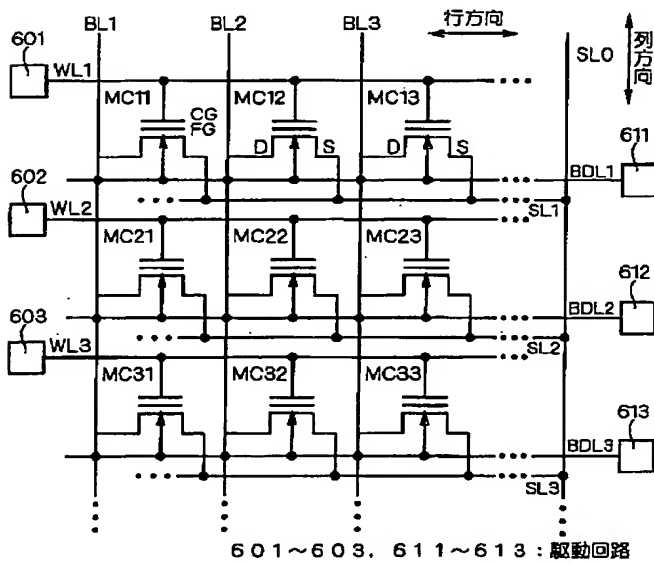 BL1 BL2 BL3 行方向 SL0 列方向
601 WL1
MC11 MC12 MC13
CG
FG
D S D S
611
BDL1
602 WL2 SL1
MC21 MC22 MC23
612
BDL2
603 WL3 SL2
MC31 MC32 MC33
613
BDL3
SL3
601～603, 611～613：駆動回路